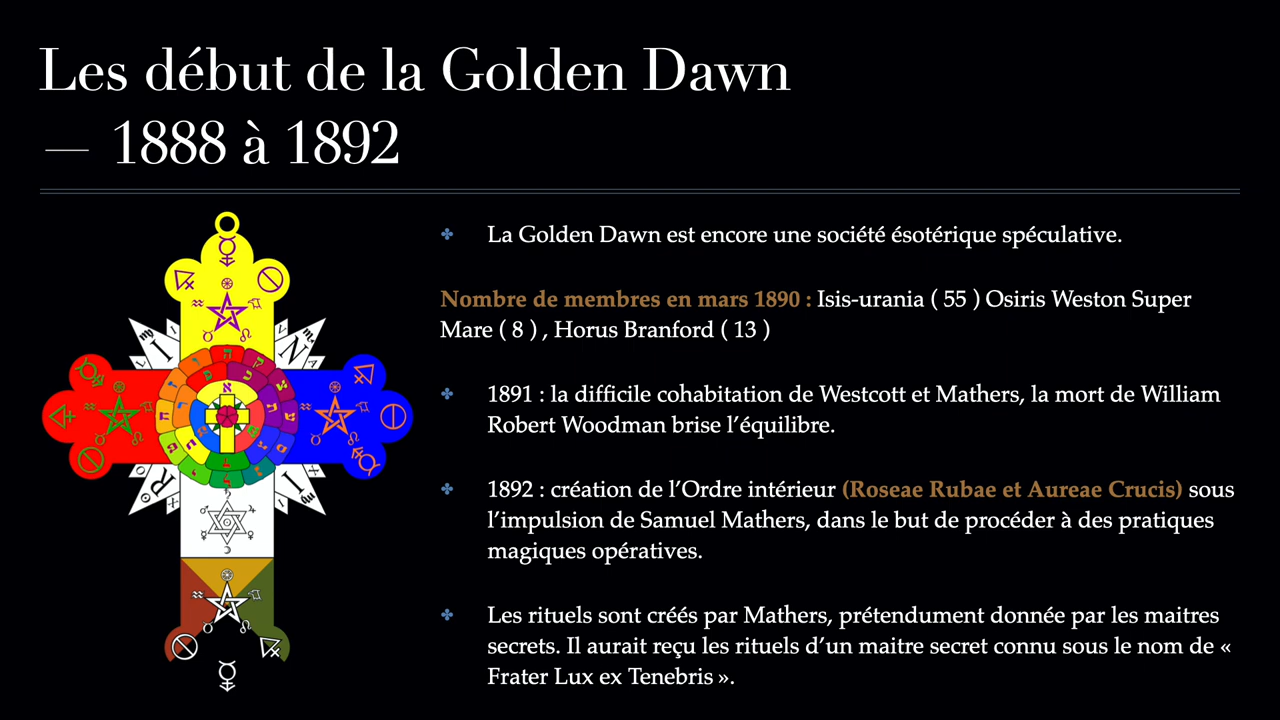 Les début de la Golden Dawn
— 1888 à 1892
La Golden Dawn est encore une société ésotérique spéculative.
Nombre de membres en mars 1890 : Isis-urania ( 55 ) Osiris Weston Super
Mare ( 8 ) , Horus Branford ( 13 )
1891 : la difficile cohabitation de Westcott et Mathers, la mort de William
Robert Woodman brise l’équilibre.
1892 : création de l’Ordre intérieur (Roseae Rubae et Aureae Crucis) sous
l’impulsion de Samuel Mathers, dans le but de procéder à des pratiques
magiques opératives.
Les rituels sont créés par Mathers, prétendument donnée par les maitres
secrets. Il aurait reçu les rituels d’un maitre secret connu sous le nom de «
Frater Lux ex Tenebris ».
I N
R I